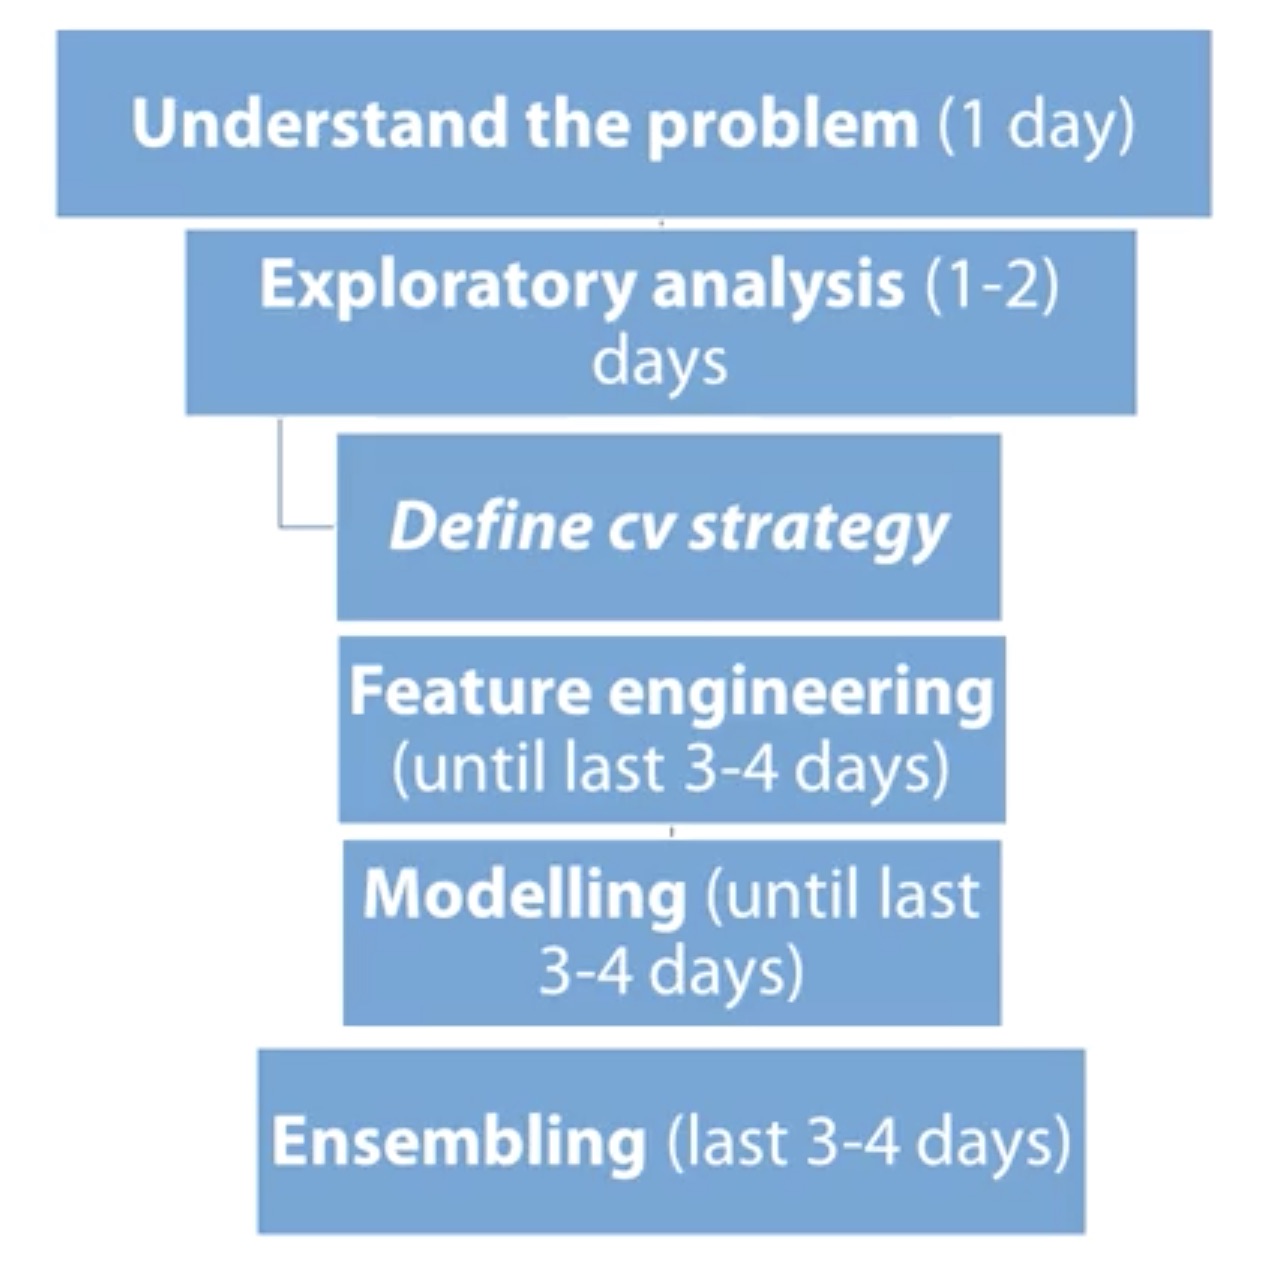 Understand the problem (1 day)
Exploratory analysis (1-2)
days
Define cv strategy
Feature engineering
(until last 3-4 days)
Modelling (until last
3-4 days)
Ensembling (last 3-4 days)